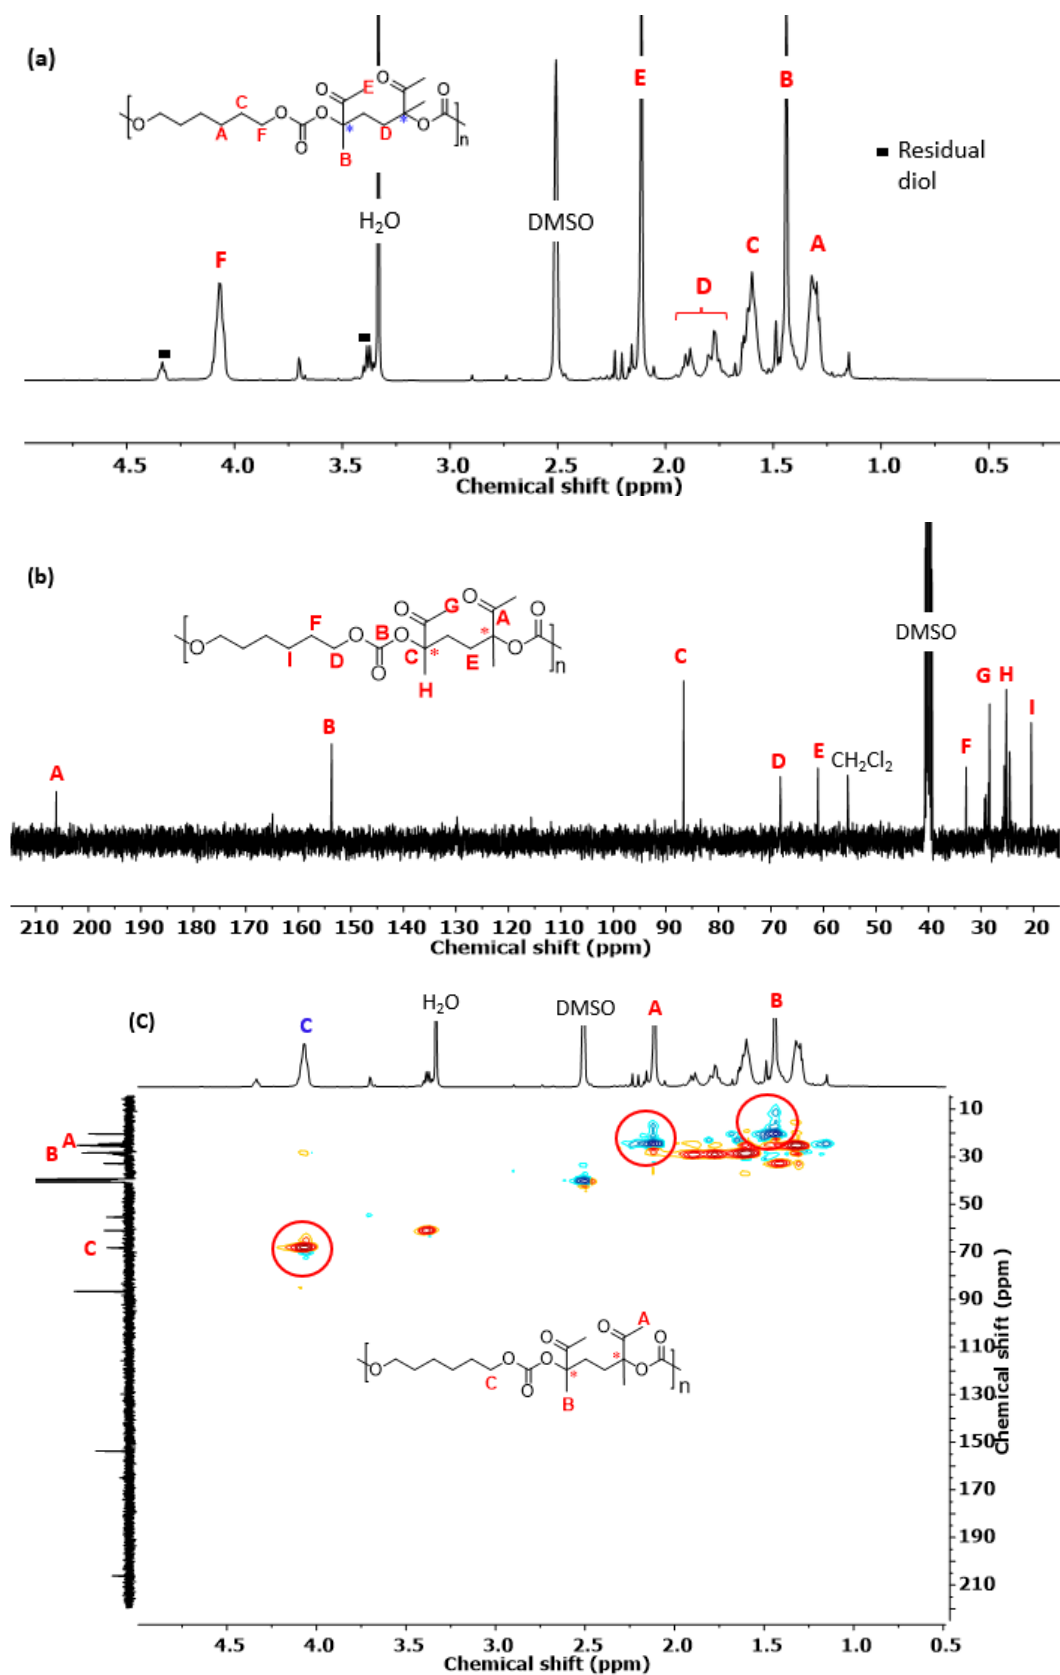 (a)
E
B
O
O
E
C
O
O
O
A
F
O
*
D
*
O
n
B
O
■ Residual
diol
H₂O
DMSO
C
A
F
D
4.5 4.0 3.5 3.0 2.5 2.0 1.5 1.0 0.5
Chemical shift (ppm)
(b)
O
O
G
A
O
F
B
O
O
O
I
D
O
C
*
*
E
O
n
H
DMSO
C
G
H
I
B
F
A
D
E
CH₂Cl₂
210 200 190 180 170 160 150 140 130 120 110 100 90 80 70 60 50 40 30 20
Chemical shift (ppm)
(C)
C
H₂O
DMSO
A
B
A
B
C
10
30
50
70
90
110
130
150
170
190
210
Chemical shift (ppm)
O
O
A
O
O
O
O
C
O
*
*
O
n
B
4.5 4.0 3.5 3.0 2.5 2.0 1.5 1.0 0.5
Chemical shift (ppm)